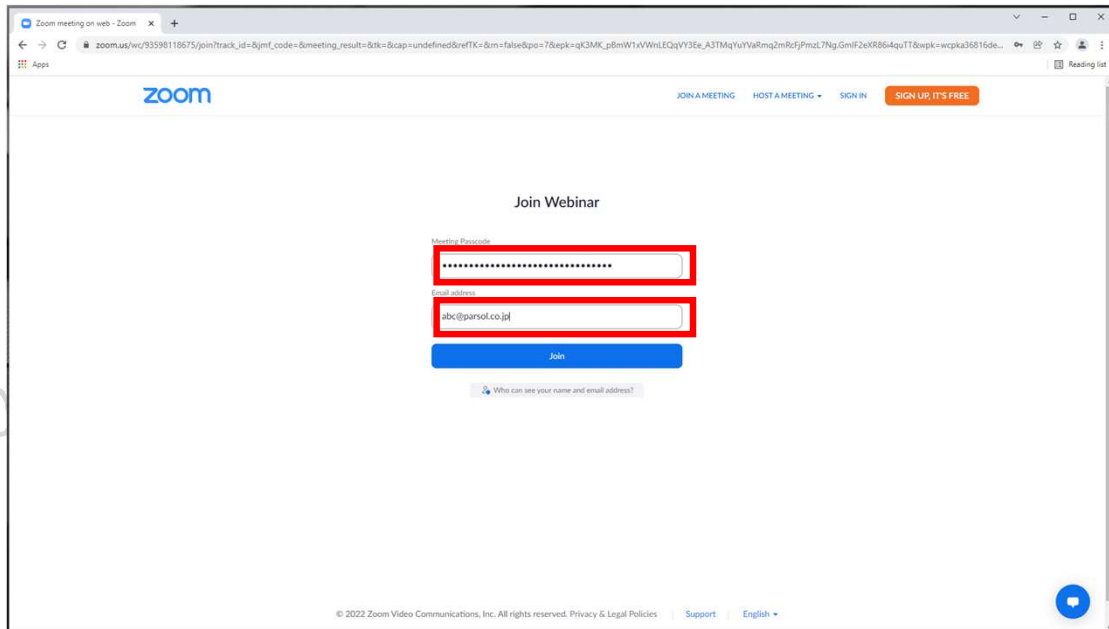 Zoom meeting on web - Zoom
zoom.us/wc/93598118675/join?track_id=&jmf_code=&meeting_result=&tk=&cap=undefined&refTK=&rn=false&po=7&epk=qK3MK_pBmW1xVWnLEQqVY3Ee_A3TMqYuYVaRmq2mRcFjPmzL7Ng.GmIF2eXR86i4quTT&wpk=wcpka36816de...
Apps
Reading list
zoom
JOIN A MEETING HOST A MEETING SIGN IN SIGN UP, IT'S FREE
Join Webinar
Meeting Passcode
Email address
abc@parsol.co.jp
Join
Who can see your name and email address?
© 2022 Zoom Video Communications, Inc. All rights reserved. Privacy & Legal Policies Support English